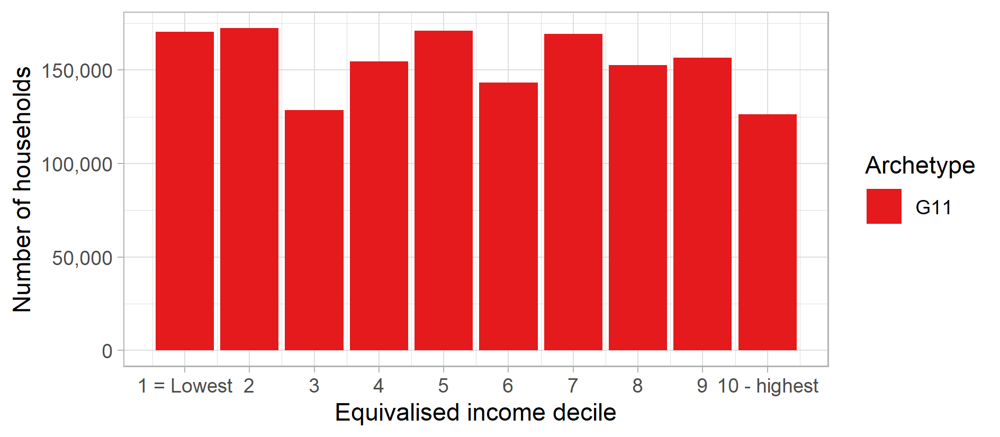 Number of households
150,000
100,000
50,000
0
1 = Lowest 2 3 4 5 6 7 8 9 10 - highest
Equivalised income decile
Archetype
G11